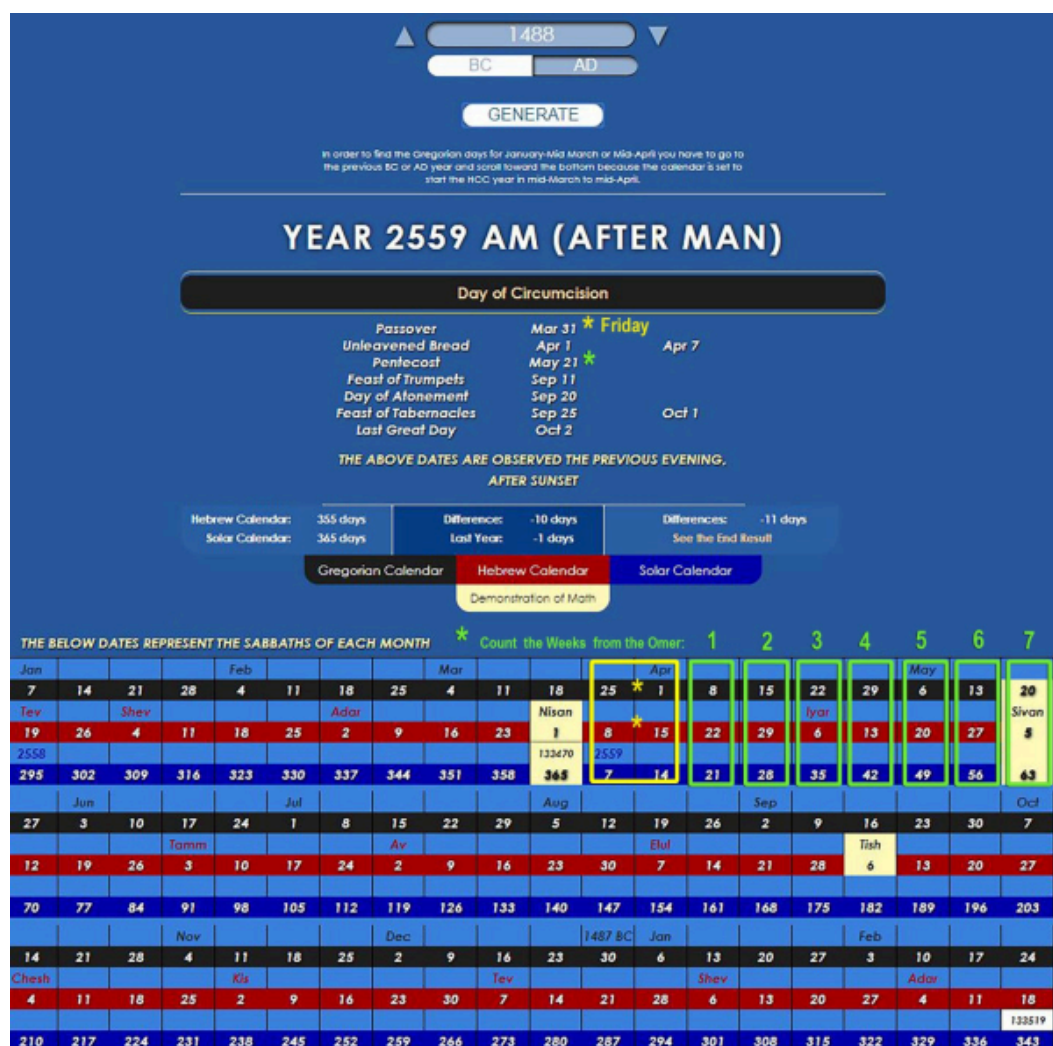 ▲ 1488 ▼
BC AD
GENERATE
In order to find the Gregorian days for January-Mid March or Mid-April you have to go to
the previous BC or AD year and scroll toward the bottom because the calendar is set to
start the HCC year in mid-March to mid-April.
YEAR 2559 AM (AFTER MAN)
Day of Circumcision
Passover Mar 31 * Friday
Unleavened Bread Apr 1 Apr 7
Pentecost May 21 *
Feast of Trumpets Sep 11
Day of Atonement Sep 20
Feast of Tabernacles Sep 25 Oct 1
Last Great Day Oct 2
THE ABOVE DATES ARE OBSERVED THE PREVIOUS EVENING,
AFTER SUNSET
Hebrew Calendar: 355 days Difference: -10 days Differences: -11 days
Solar Calendar: 365 days Last Year: -1 days See the End Result
Gregorian Calendar Hebrew Calendar Solar Calendar
Demonstration of Math
THE BELOW DATES REPRESENT THE SABBATHS OF EACH MONTH * Count the Weeks from the Omer: 1 2 3 4 5 6 7
Jan Feb Mar Apr May
7 14 21 28 4 11 18 25 4 11 18 25 * 1 8 15 22 29 6 13 20
Tev Shev Adar Nisan Iyar Sivan
19 26 4 11 18 25 2 9 16 23 1 8 * 15 22 29 6 13 20 27 5
2558 133470 2559
295 302 309 316 323 330 337 344 351 358 365 7 14 21 28 35 42 49 56 63
Jun Jul Aug Sep Oct
27 3 10 17 24 1 8 15 22 29 5 12 19 26 2 9 16 23 30 7
Tamm Av Elul Tish
12 19 26 3 10 17 24 2 9 16 23 30 7 14 21 28 6 13 20 27
70 77 84 91 98 105 112 119 126 133 140 147 154 161 168 175 182 189 196 203
Nov Dec 1487 BC Jan Feb
14 21 28 4 11 18 25 2 9 16 23 30 6 13 20 27 3 10 17 24
Chesh Kis Tev Shev Adar
4 11 18 25 2 9 16 23 30 7 14 21 28 6 13 20 27 4 11 18
133519
210 217 224 231 238 245 252 259 266 273 280 287 294 301 308 315 322 329 336 343